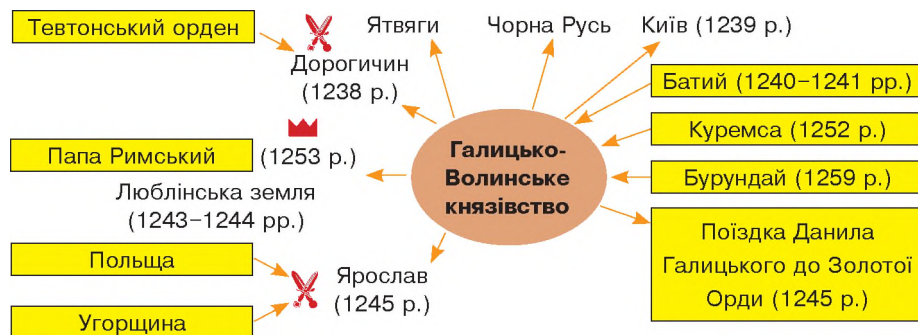 Тевтонський орден
Ятвяги
Чорна Русь
Київ (1239 р.)
Дорогичин
(1238 р.)
Батий (1240–1241 рр.)
Куремса (1252 р.)
Папа Римський
(1253 р.)
Галицько-
Волинське
князівство
Бурундай (1259 р.)
Люблінська земля
(1243–1244 рр.)
Поїздка Данила
Галицького до Золотої
Орди (1245 р.)
Польща
Ярослав
(1245 р.)
Угорщина